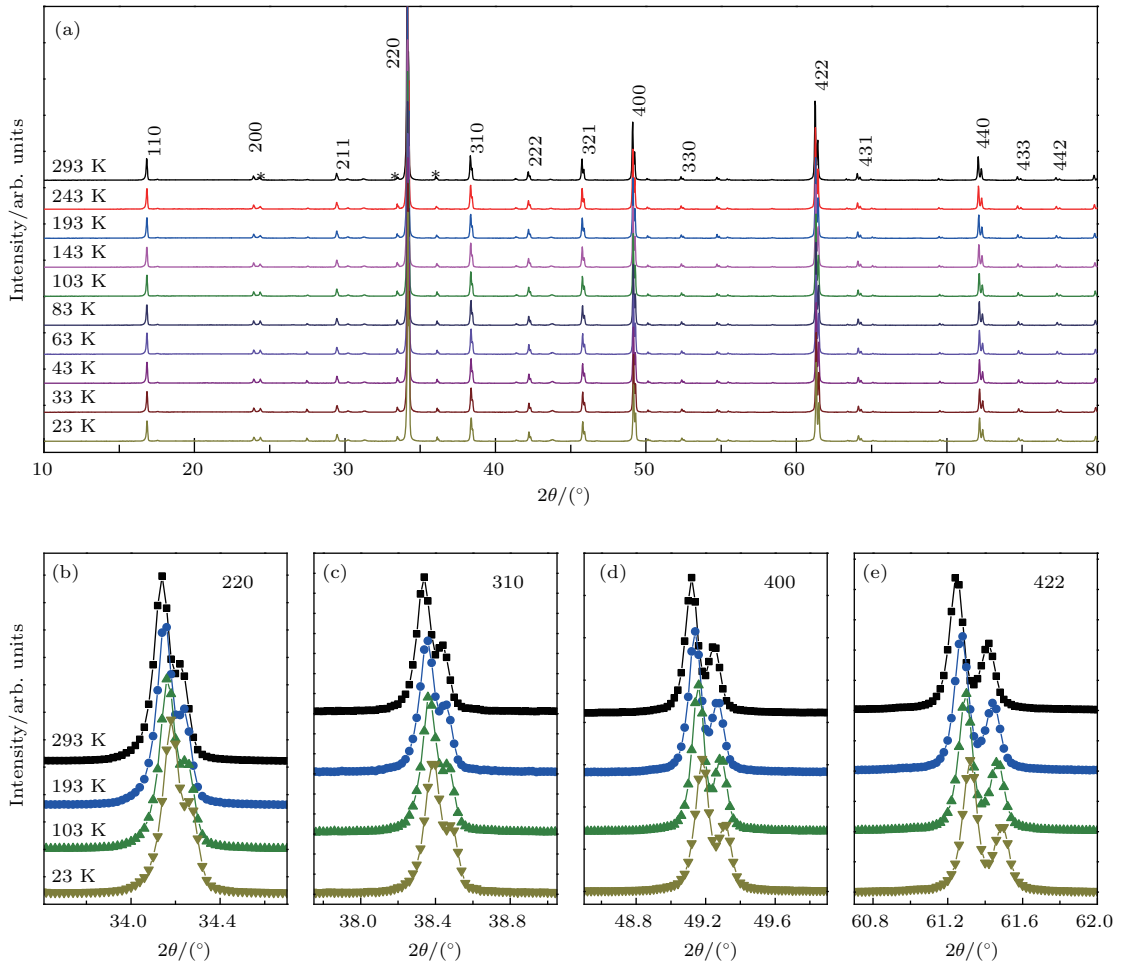 (a)
Intensity/arb. units
110
200
*
211
*
220
*
310
222
321
400
330
422
431
440
433
442
293 K
243 K
193 K
143 K
103 K
83 K
63 K
43 K
33 K
23 K
10 20 30 40 50 60 70 80
2θ/(°)
(b) 220
Intensity/arb. units
293 K
193 K
103 K
23 K
34.0 34.4
2θ/(°)
(c) 310
38.0 38.4 38.8
2θ/(°)
(d) 400
48.8 49.2 49.6
2θ/(°)
(e) 422
60.8 61.2 61.6 62.0
2θ/(°)